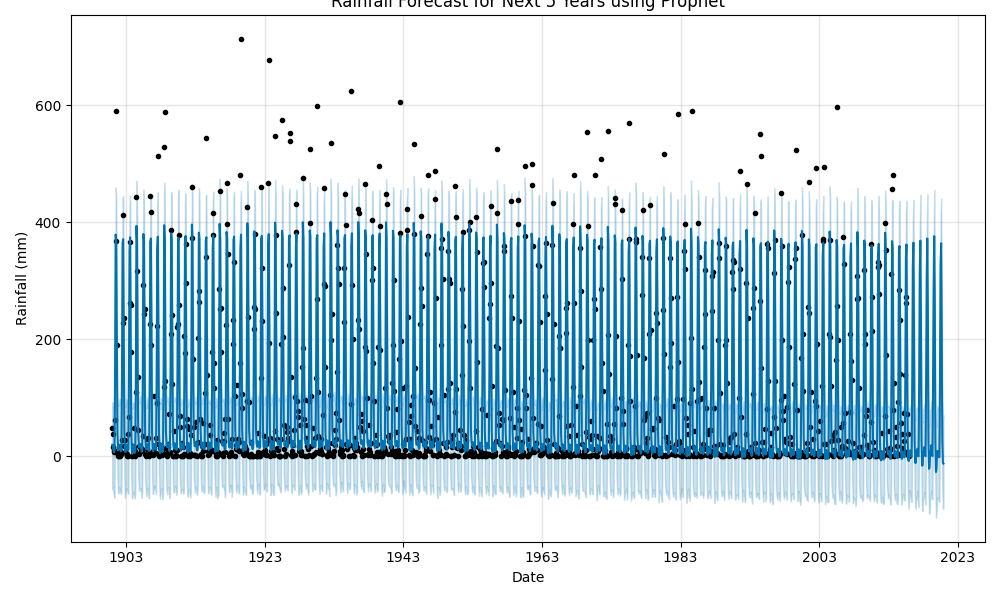 Rainfall Forecast for Next 5 Years using Prophet
600
400
200
0
Rainfall (mm)
1903 1923 1943 1963 1983 2003 2023
Date